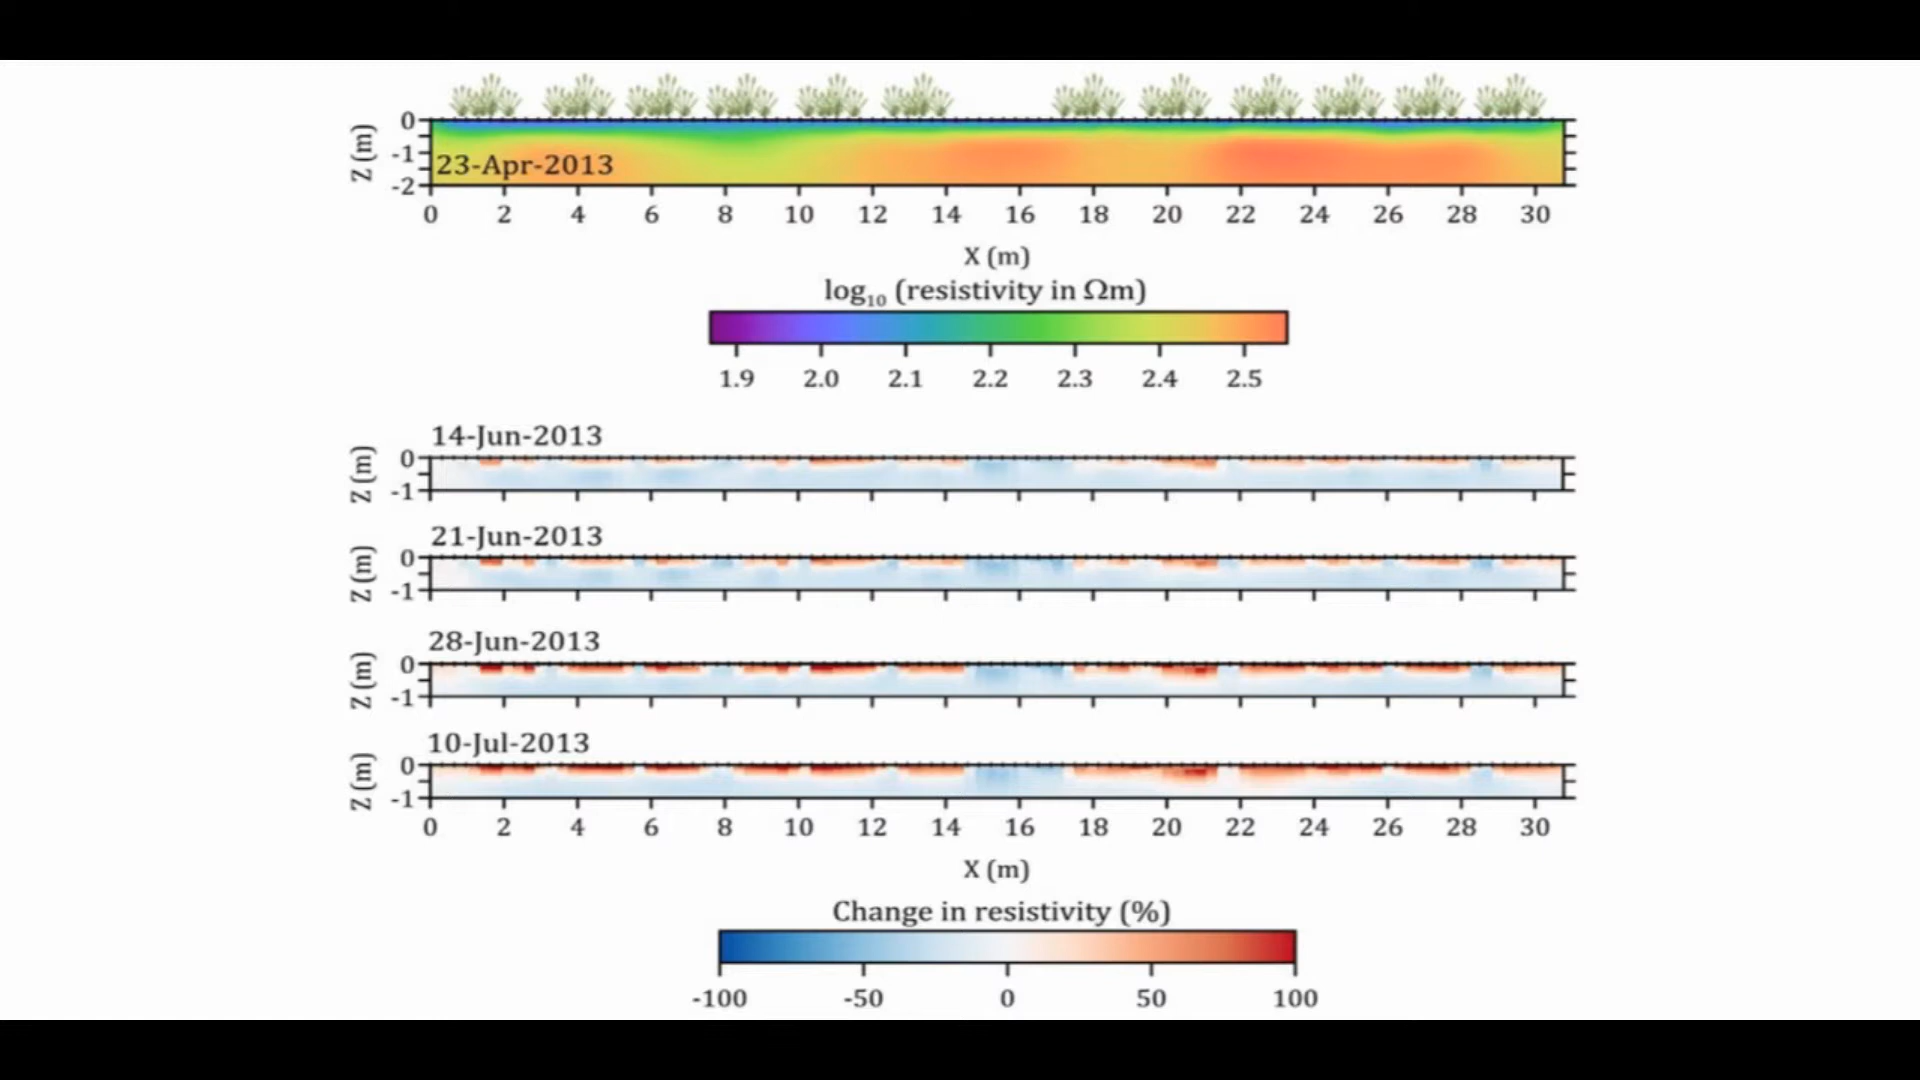 0
-1
-2
Z (m)
23-Apr-2013
0 2 4 6 8 10 12 14 16 18 20 22 24 26 28 30
X (m)
log₁₀ (resistivity in Ωm)
1.9 2.0 2.1 2.2 2.3 2.4 2.5
14-Jun-2013
0
-1
Z (m)
21-Jun-2013
0
-1
Z (m)
28-Jun-2013
0
-1
Z (m)
10-Jul-2013
0
-1
Z (m)
0 2 4 6 8 10 12 14 16 18 20 22 24 26 28 30
X (m)
Change in resistivity (%)
-100 -50 0 50 100